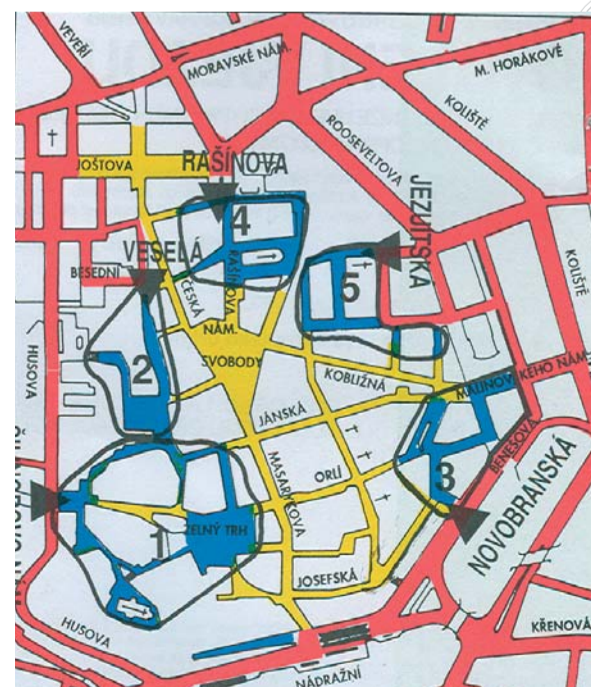 VEVEŘÍ
MORAVSKÉ NÁM.
M. HORÁKOVÉ
KOLIŠTĚ
ROOSEVELTOVA
JOŠTOVA
RAŠÍNOVA
JEZUITSKÁ
4
VESELÁ
BESEDNÍ
ČESKÁ
RAŠÍNOVA
5
KOLIŠTĚ
HUSOVA
NÁM.
SVOBODY
2
KOBLIŽNÁ
MALINOVSKÉHO NÁM.
JÁNSKÁ
BENEŠOVA
MASARYKOVA
ORLÍ
3
NOVOBRANSKÁ
1
ZELNÝ TRH
JOSEFSKÁ
HUSOVA
KŘENOVÁ
NÁDRAŽNÍ